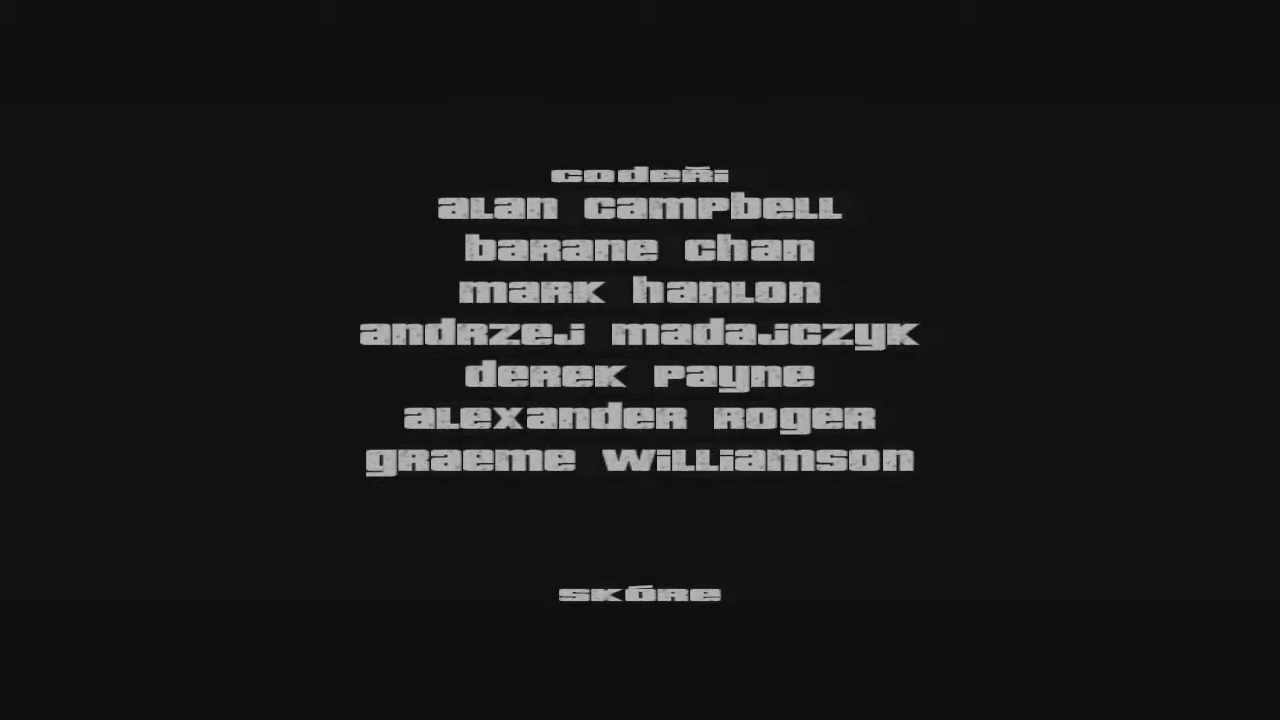 codeři
alan campbell
barane chan
mark hanlon
andrzej madajczyk
derek payne
alexander roger
graeme williamson
skóre